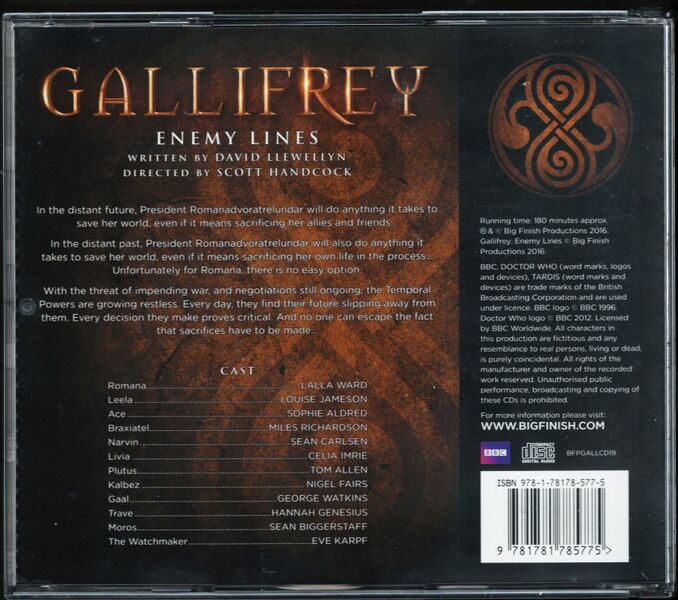 GALLIFREY
ENEMY LINES
WRITTEN BY DAVID LLEWELLYN
DIRECTED BY SCOTT HANDCOCK
In the distant future, President Romanadvoratrelundar will do anything it takes to
save her world, even if it means sacrificing her allies and friends...
In the distant past, President Romanadvoratrelundar will also do anything it
takes to save her world, even if it means sacrificing her own life in the process...
Unfortunately for Romana, there is no easy option.
With the threat of impending war, and negotiations still ongoing, the Temporal
Powers are growing restless. Every day, they find their future slipping away from
them. Every decision they make proves critical. And no one can escape the fact
that sacrifices have to be made...
CAST
Romana LALLA WARD
Leela LOUISE JAMESON
Ace SOPHIE ALDRED
Braxiatel MILES RICHARDSON
Narvin SEÁN CARLSEN
Livia CELIA IMRIE
Plutus TOM ALLEN
Kalbez NIGEL FAIRS
Gaal GEORGE WATKINS
Trave HANNAH GENESIUS
Moros SEAN BIGGERSTAFF
The Watchmaker EVE KARPF
Running time: 180 minutes approx.
℗ & © Big Finish Productions 2016.
Gallifrey: Enemy Lines © Big Finish
Productions 2016.
BBC, DOCTOR WHO (word marks, logos
and devices), TARDIS (word marks and
devices) are trade marks of the British
Broadcasting Corporation and are used
under licence. BBC logo © BBC 1996.
Doctor Who logo © BBC 2012. Licensed
by BBC Worldwide. All characters in
this production are fictitious and any
resemblance to real persons, living or dead,
is purely coincidental. All rights of the
manufacturer and owner of the recorded
work reserved. Unauthorised public
performance, broadcasting and copying of
these CDs is prohibited.
For more information please visit:
WWW.BIGFINISH.COM
BBC COMPACT disc DIGITAL AUDIO BFPGALLCD19
ISBN 978-1-78178-577-5
9 781781 785775 >